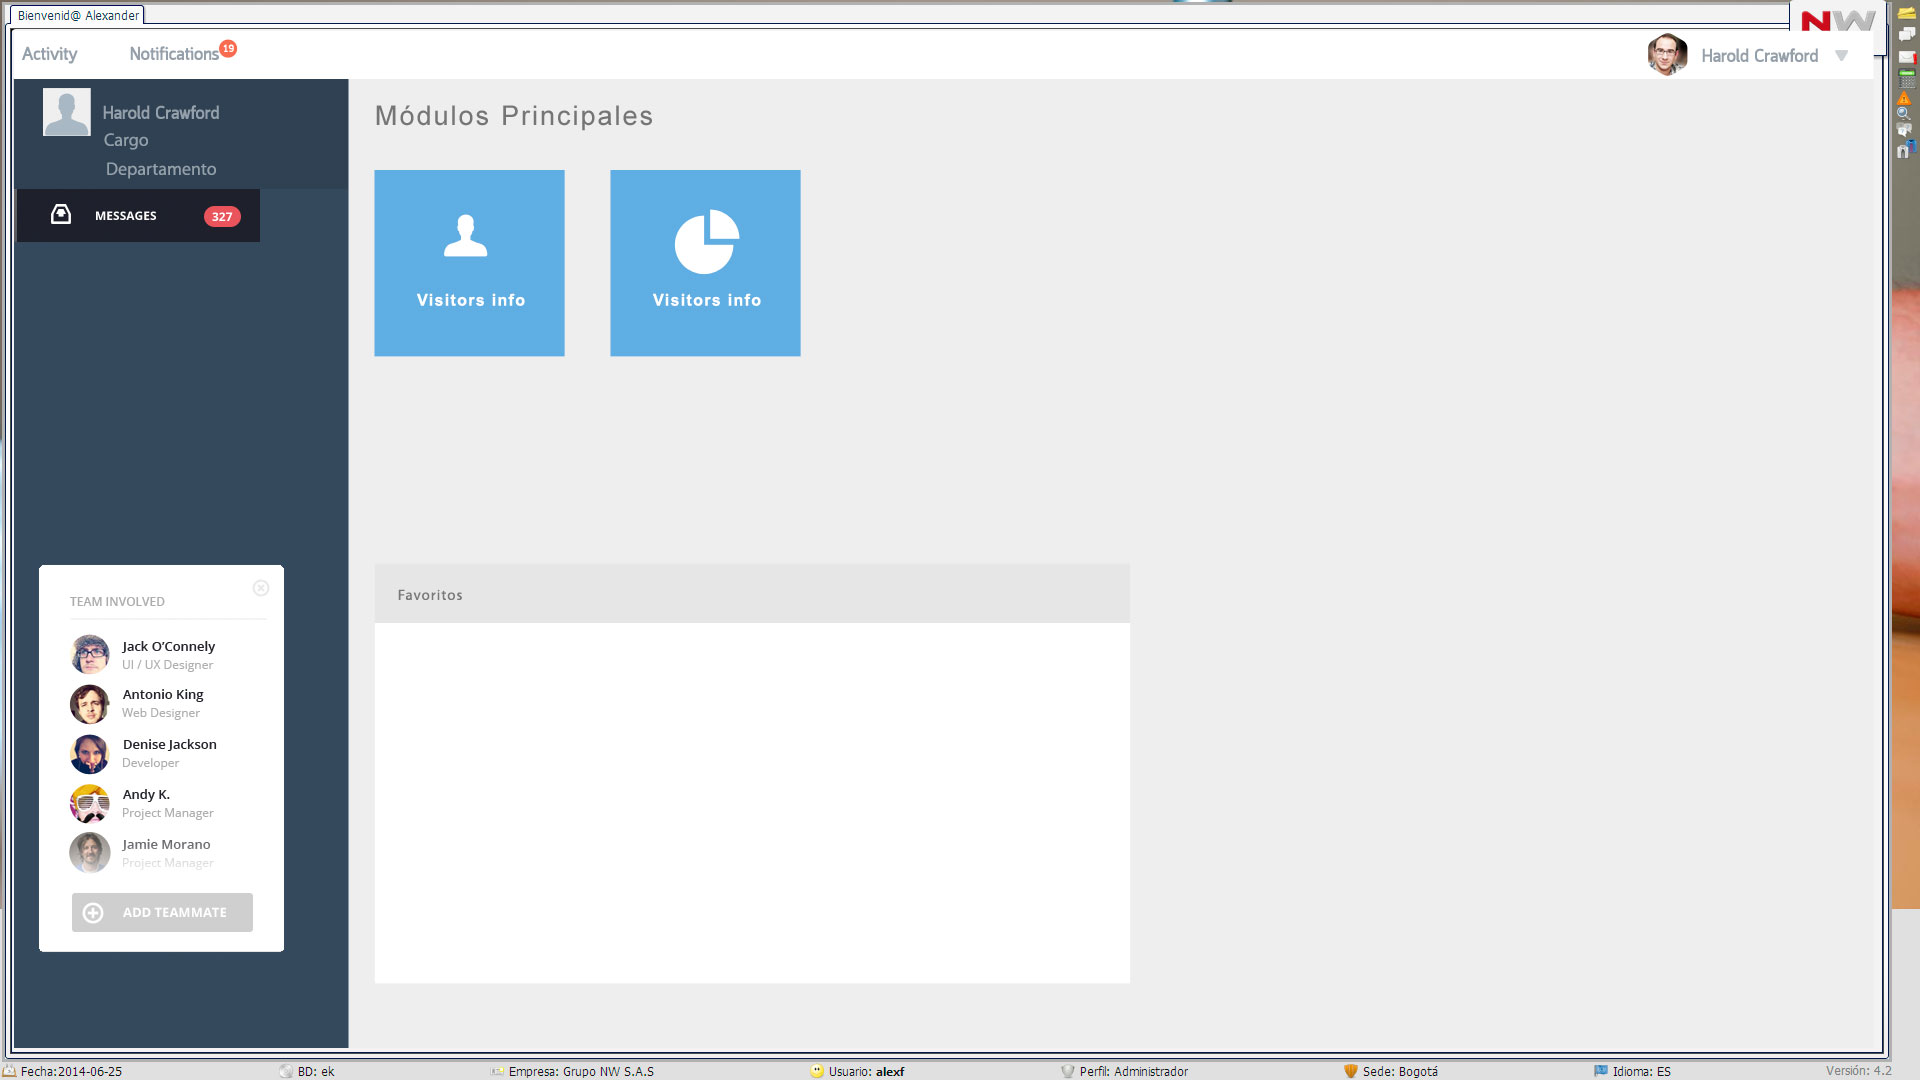 Bienvenid@ Alexander
NW
Activity
Notifications
19
Harold Crawford
Harold Crawford
Cargo
Departamento
MESSAGES
327
Módulos Principales
Visitors info
Visitors info
Favoritos
TEAM INVOLVED
Jack O’Connely
UI / UX Designer
Antonio King
Web Designer
Denise Jackson
Developer
Andy K.
Project Manager
Jamie Morano
Project Manager
ADD TEAMMATE
Fecha:2014-06-25
BD: ek
Empresa: Grupo NW S.A.S
Usuario: alexf
Perfil: Administrador
Sede: Bogotá
Idioma: ES
Versión: 4.2